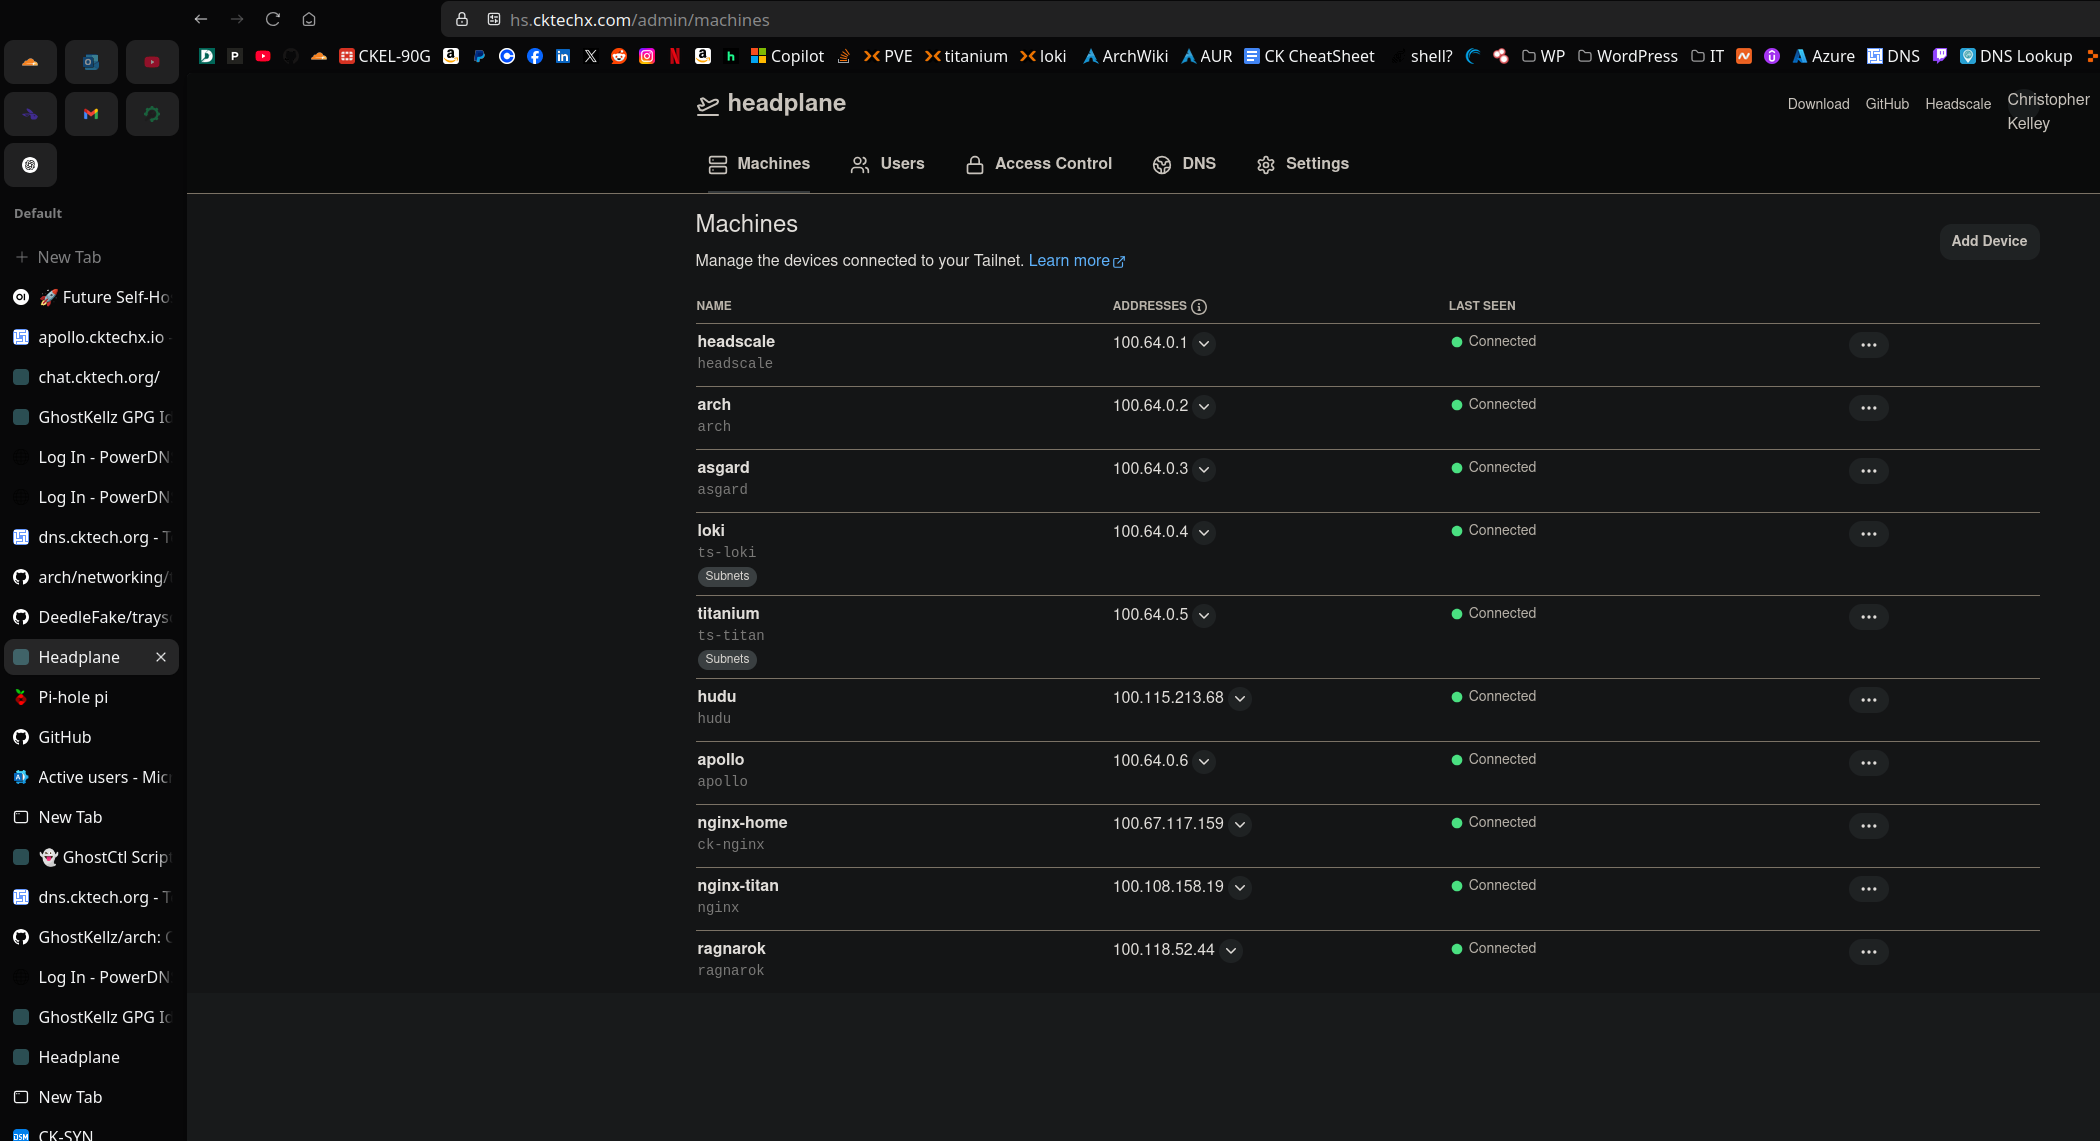 hs.cktechx.com/admin/machines
CKEL-90G Copilot PVE titanium loki ArchWiki AUR CK CheatSheet shell? WP WordPress IT Azure DNS DNS Lookup
Default
New Tab
🚀 Future Self-Ho
apollo.cktechx.io -
chat.cktech.org/
GhostKellz GPG Id
Log In - PowerDN
Log In - PowerDN
dns.cktech.org - T
arch/networking/
DeedleFake/trays
Headplane
Pi-hole pi
GitHub
Active users - Mic
New Tab
👻 GhostCtl Script
dns.cktech.org - T
GhostKellz/arch:
Log In - PowerDN
GhostKellz GPG Id
Headplane
New Tab
CK-SYN
headplane
Download GitHub Headscale Christopher
Kelley
Machines Users Access Control DNS Settings
Machines
Add Device
Manage the devices connected to your Tailnet. Learn more
NAME ADDRESSES LAST SEEN
headscale 100.64.0.1 Connected
headscale
arch 100.64.0.2 Connected
arch
asgard 100.64.0.3 Connected
asgard
loki 100.64.0.4 Connected
ts-loki
Subnets
titanium 100.64.0.5 Connected
ts-titan
Subnets
hudu 100.115.213.68 Connected
hudu
apollo 100.64.0.6 Connected
apollo
nginx-home 100.67.117.159 Connected
ck-nginx
nginx-titan 100.108.158.19 Connected
nginx
ragnarok 100.118.52.44 Connected
ragnarok